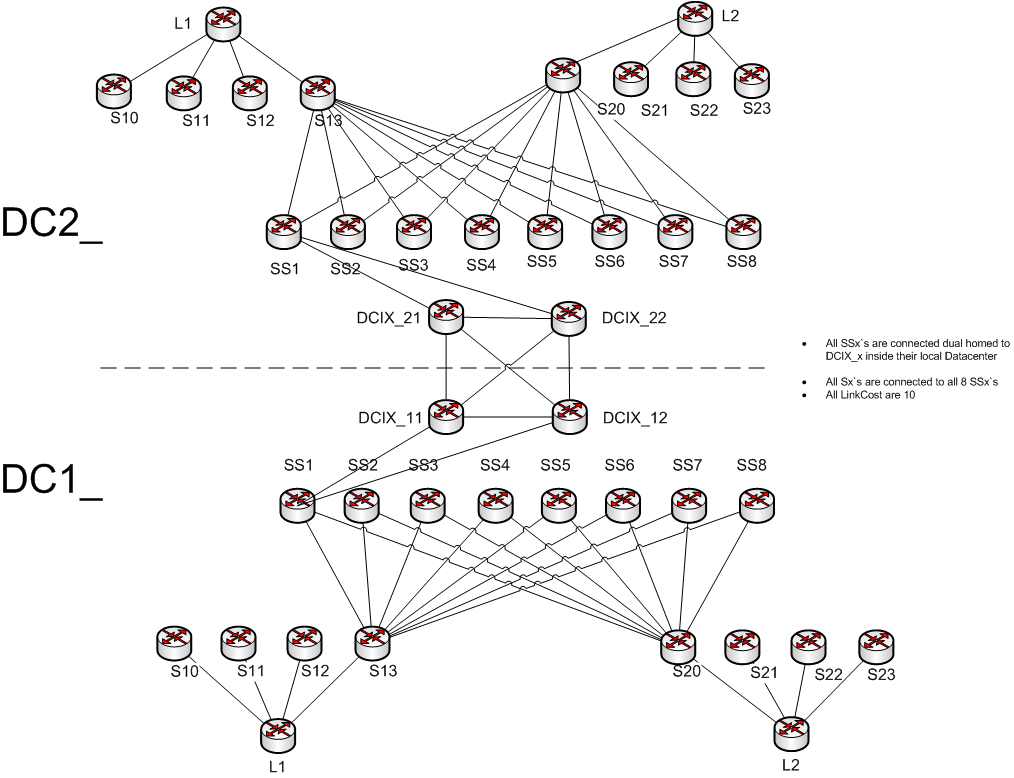 L1
L2
S10
S11
S12
S13
S20
S21
S22
S23
DC2_
SS1
SS2
SS3
SS4
SS5
SS6
SS7
SS8
DCIX_21
DCIX_22
• All SSx`s are connected dual homed to
DCIX_x inside their local Datacenter
• All Sx`s are connected to all 8 SSx`s
• All LinkCost are 10
DCIX_11
DCIX_12
DC1_
SS1
SS2
SS3
SS4
SS5
SS6
SS7
SS8
S10
S11
S12
S13
S20
S21
S22
S23
L1
L2